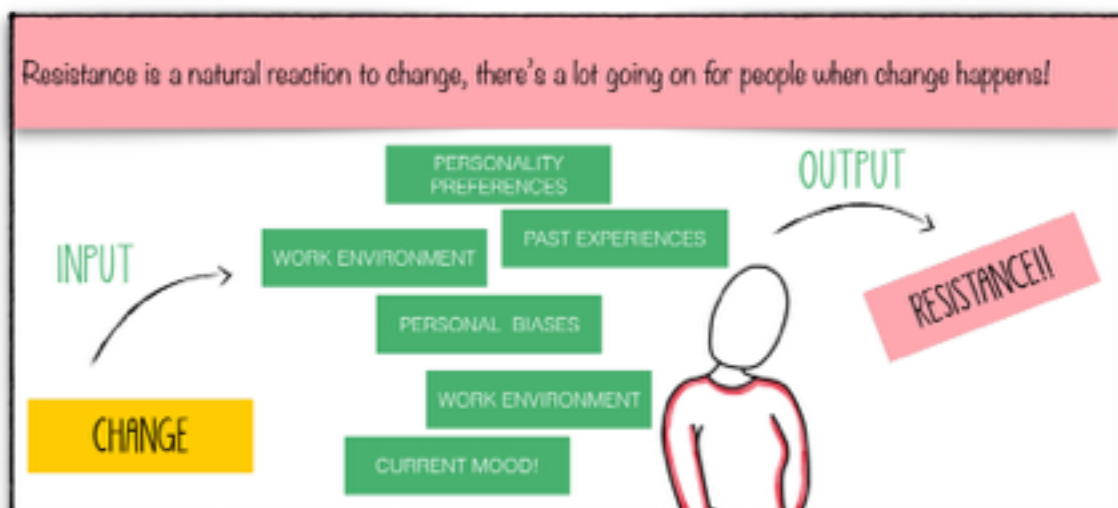 Resistance is a natural reaction to change, there's a lot going on for people when change happens!
PERSONALITY
PREFERENCES
OUTPUT
PAST EXPERIENCES
INPUT
WORK ENVIRONMENT
RESISTANCE!!
PERSONAL BIASES
WORK ENVIRONMENT
CHANGE
CURRENT MOOD!